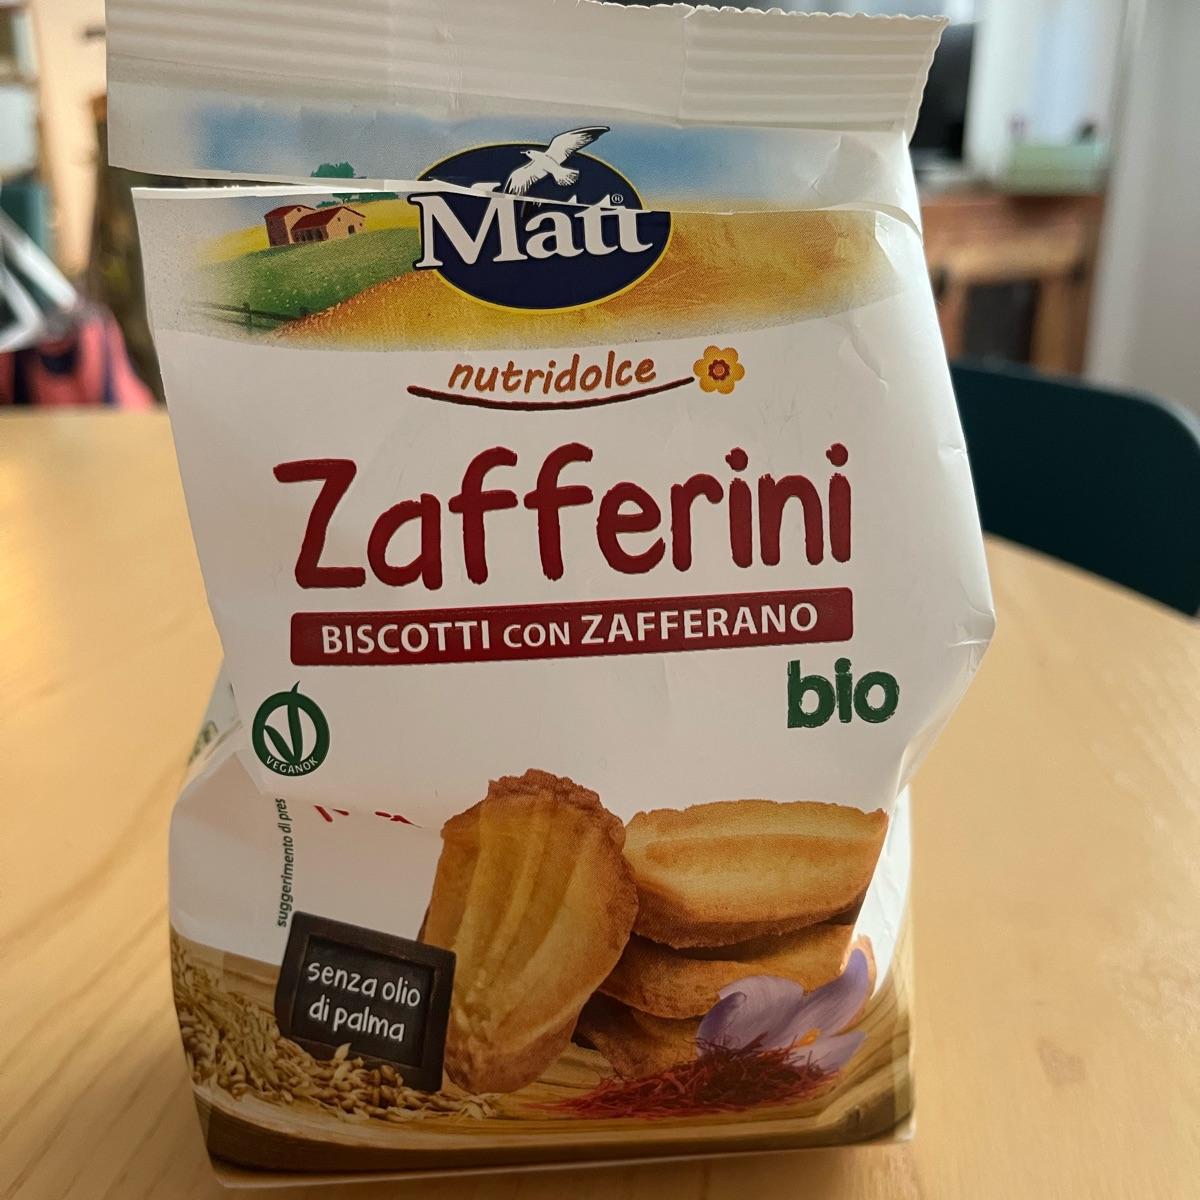 Matt®
nutridolce
Zafferini
BISCOTTI CON ZAFFERANO
bio
VEGANOK
suggerimento di pres
senza olio
di palma